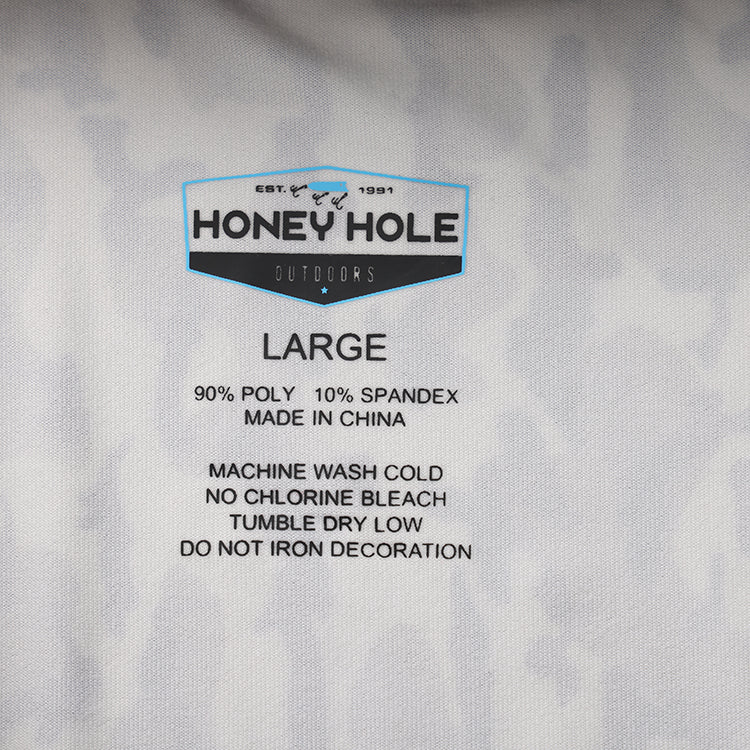 EST. 1991
HONEY HOLE
OUTDOORS
LARGE
90% POLY 10% SPANDEX
MADE IN CHINA
MACHINE WASH COLD
NO CHLORINE BLEACH
TUMBLE DRY LOW
DO NOT IRON DECORATION